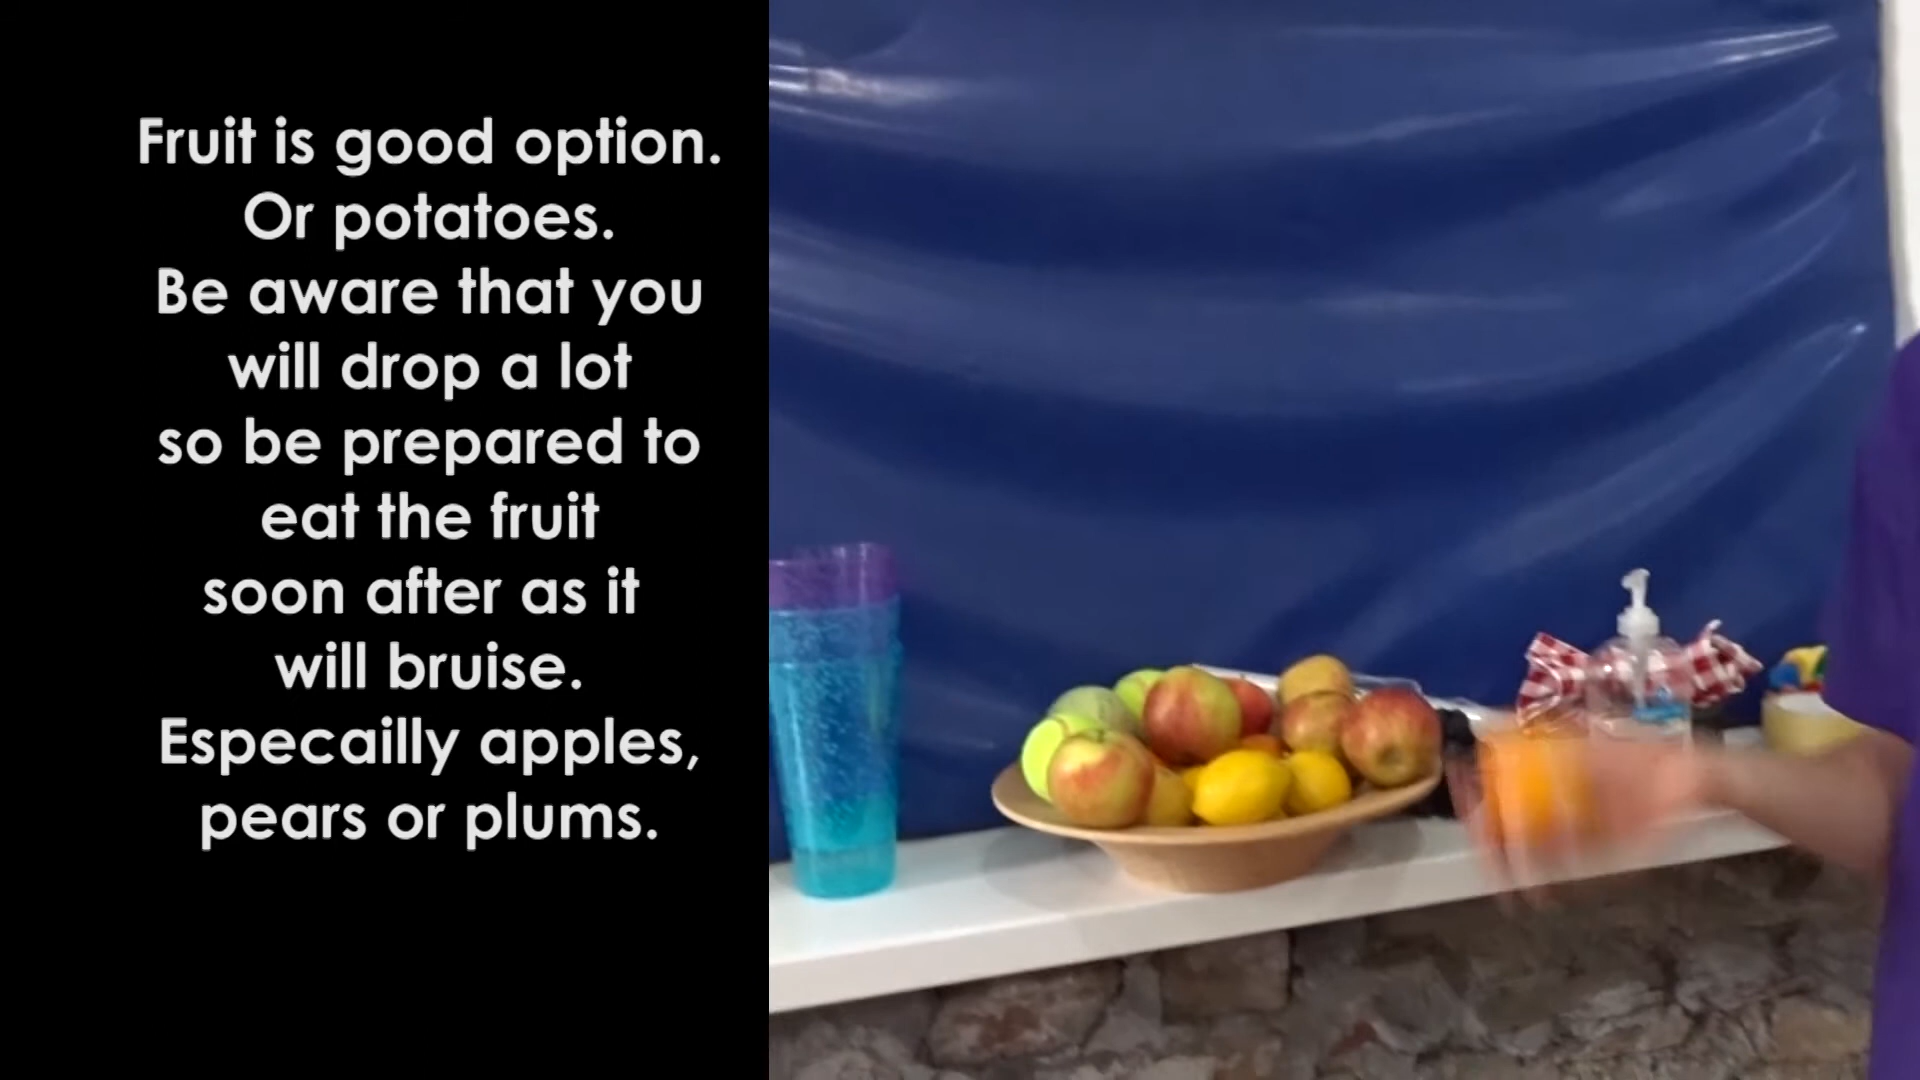 Fruit is good option.
Or potatoes.
Be aware that you
will drop a lot
so be prepared to
eat the fruit
soon after as it
will bruise.
Especailly apples,
pears or plums.